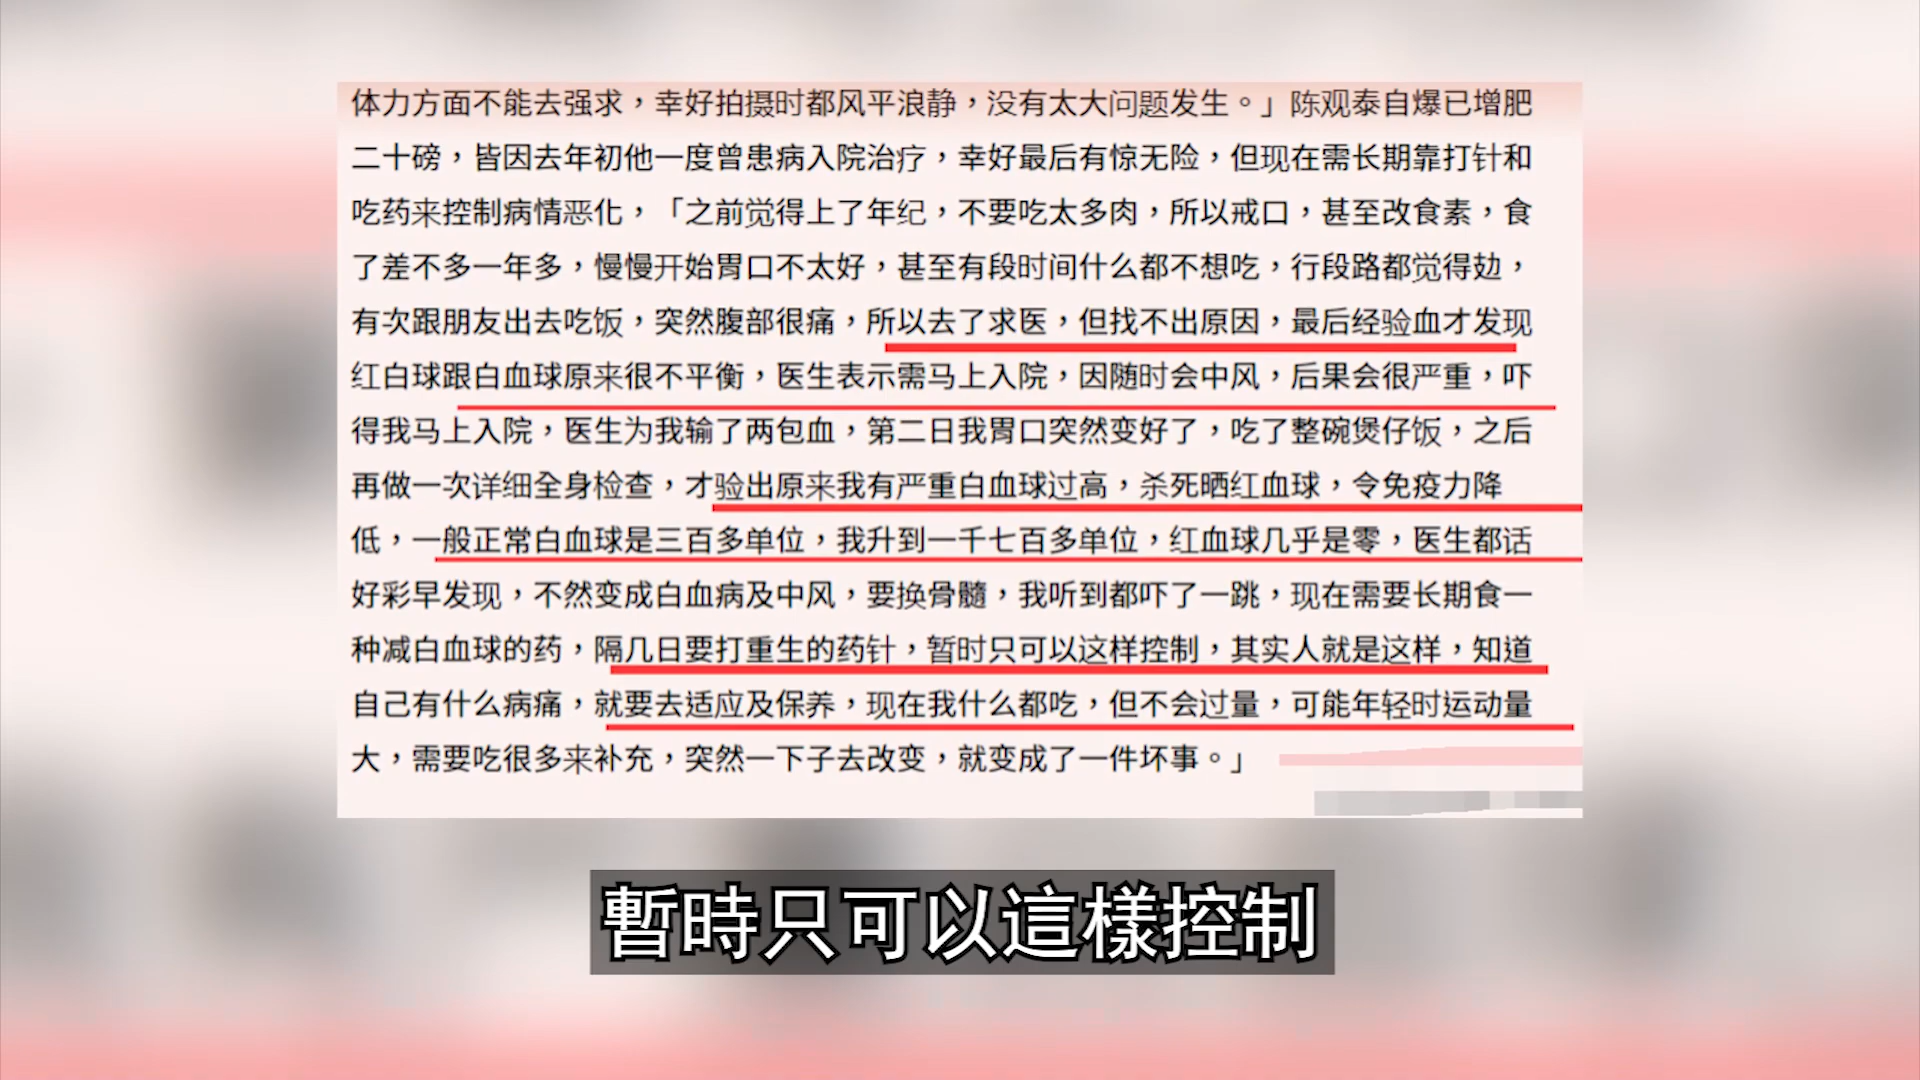 体力方面不能去强求，幸好拍摄时都风平浪静，没有太大问题发生。」陈观泰自爆已增肥
二十磅，皆因去年初他一度曾患病入院治疗，幸好最后有惊无险，但现在需长期靠打针和
吃药来控制病情恶化，「之前觉得上了年纪，不要吃太多肉，所以戒口，甚至改食素，食
了差不多一年多，慢慢开始胃口不太好，甚至有段时间什么都不想吃，行段路都觉得攰，
有次跟朋友出去吃饭，突然腹部很痛，所以去了求医，但找不出原因，最后经验血才发现
红白球跟白血球原来很不平衡，医生表示需马上入院，因随时会中风，后果会很严重，吓
得我马上入院，医生为我输了两包血，第二日我胃口突然变好了，吃了整碗煲仔饭，之后
再做一次详细全身检查，才验出原来我有严重白血球过高，杀死晒红血球，令免疫力降
低，一般正常白血球是三百多单位，我升到一千七百多单位，红血球几乎是零，医生都话
好彩早发现，不然变成白血病及中风，要换骨髓，我听到都吓了一跳，现在需要长期食一
种减白血球的药，隔几日要打重生的药针，暂时只可以这样控制，其实人就是这样，知道
自己有什么病痛，就要去适应及保养，现在我什么都吃，但不会过量，可能年轻时运动量
大，需要吃很多来补充，突然一下子去改变，就变成了一件坏事。」
暫時只可以這樣控制